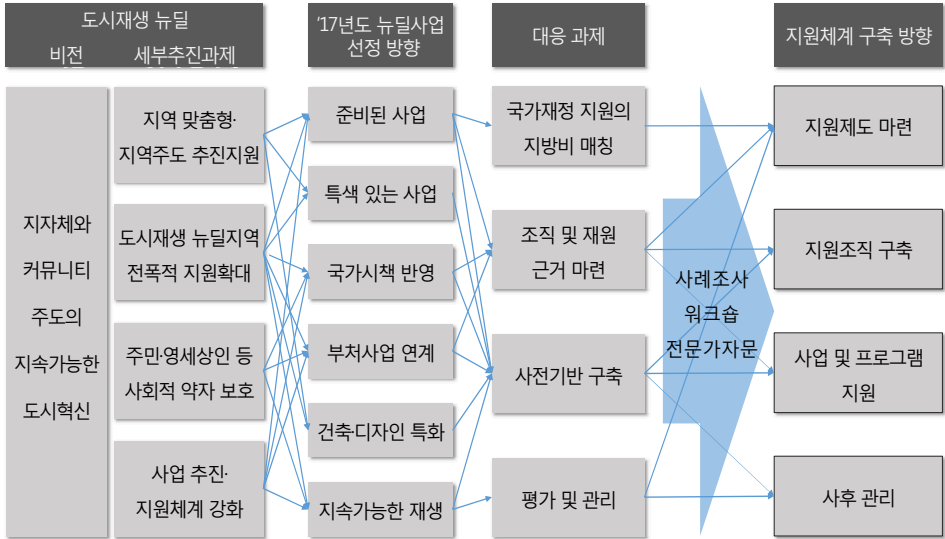 도시재생 뉴딜
비전
세부추진과제
'17년도 뉴딜사업
선정 방향
대응 과제
지원체계 구축 방향
지자체와
커뮤니티
주도의
지속가능한
도시혁신
지역 맞춤형·
지역주도 추진지원
도시재생 뉴딜지역
전폭적 지원확대
주민·영세상인 등
사회적 약자 보호
사업 추진·
지원체계 강화
준비된 사업
특색 있는 사업
국가시책 반영
부처사업 연계
건축·디자인 특화
지속가능한 재생
국가재정 지원의
지방비 매칭
조직 및 재원
근거 마련
사전기반 구축
평가 및 관리
사례조사
워크숍
전문가자문
지원제도 마련
지원조직 구축
사업 및 프로그램
지원
사후 관리